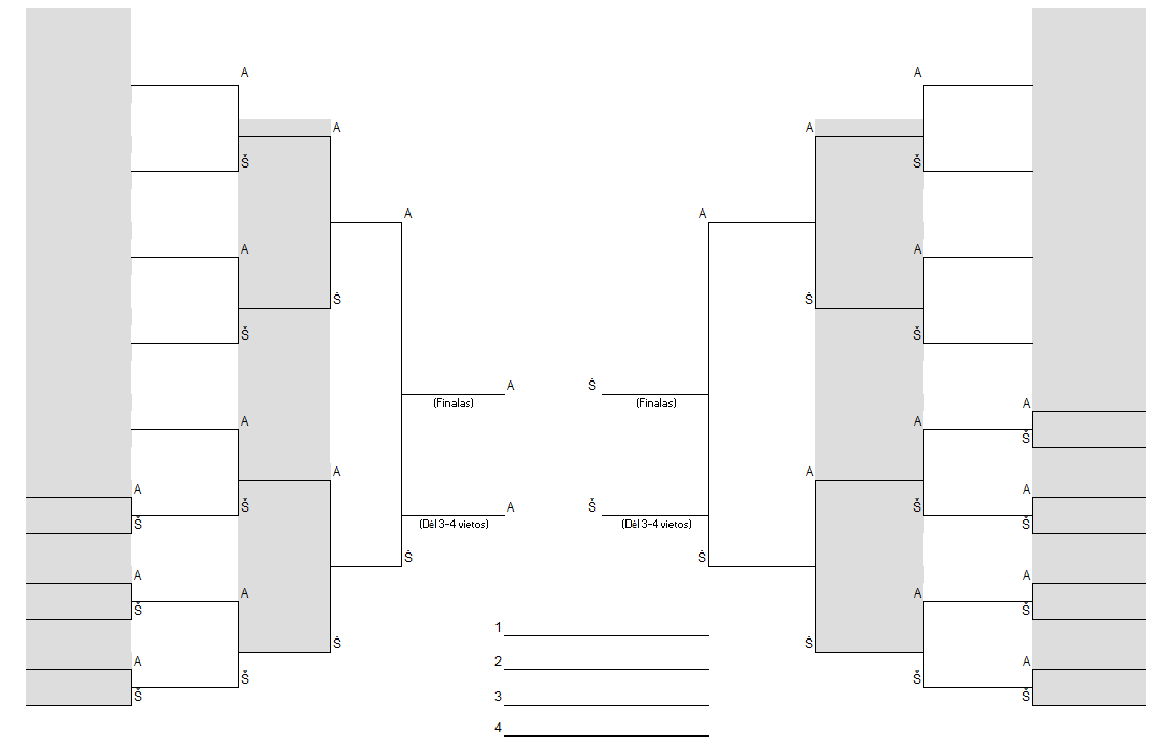 A A
A A
Š Š
A A
A A
Š Š
Š Š
A Š
(Finalas) (Finalas) A
A A
Š
A A
A A
Š A Š Š
Š (Dėl 3-4 vietos) (Dėl 3-4 vietos) Š
Š Š
A A
A A
Š Š
1
Š Š
A 2 A
Š Š
Š 3 Š
4